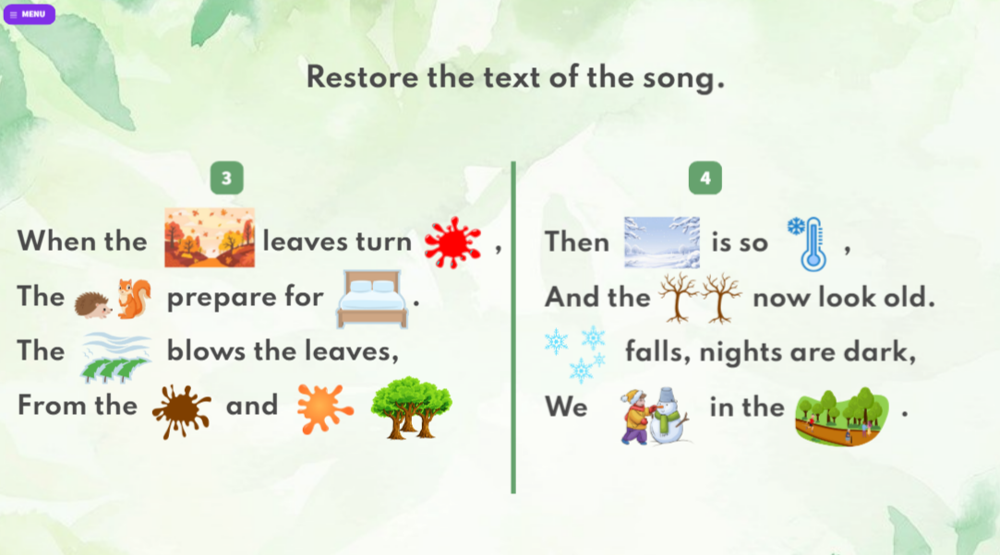 MENU
Restore the text of the song.
3
When the leaves turn ,
The prepare for .
The blows the leaves,
From the and
4
Then is so ,
And the now look old.
falls, nights are dark,
We in the .